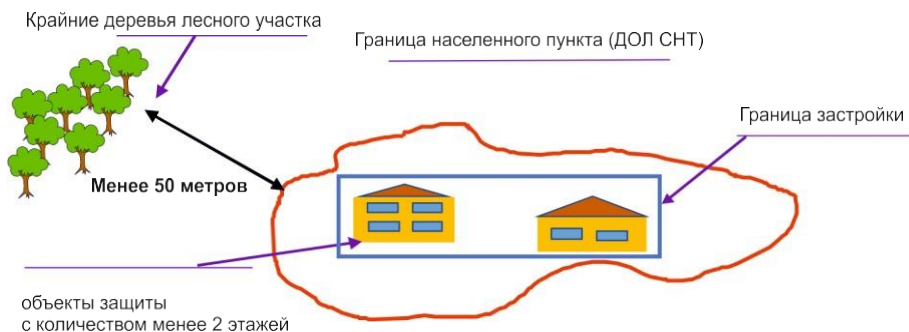 Крайние деревья лесного участка
Граница населенного пункта (ДОЛ СНТ)
Граница застройки
Менее 50 метров
объекты защиты
с количеством менее 2 этажей